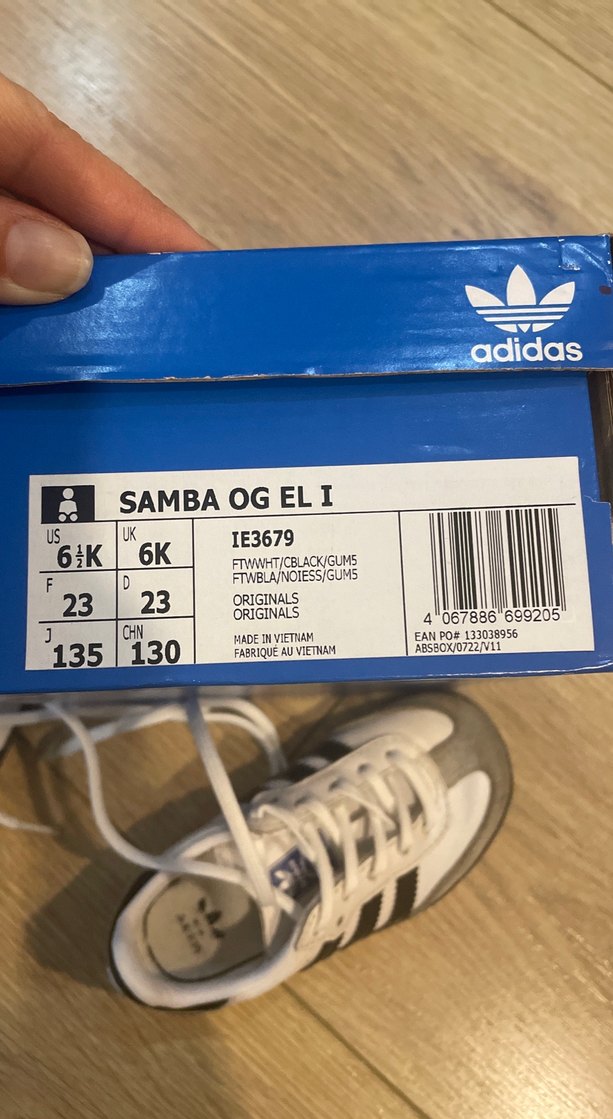 adidas
SAMBA OG EL I
US
6½K
UK
6K
F
23
D
23
J
135
CHN
130
IE3679
FTWWHT/CBLACK/GUM5
FTWBLA/NOIESS/GUM5
ORIGINALS
ORIGINALS
MADE IN VIETNAM
FABRIQUÉ AU VIETNAM
4 067886 699205
EAN PO# 133038956
ABSBOX/0722/V11